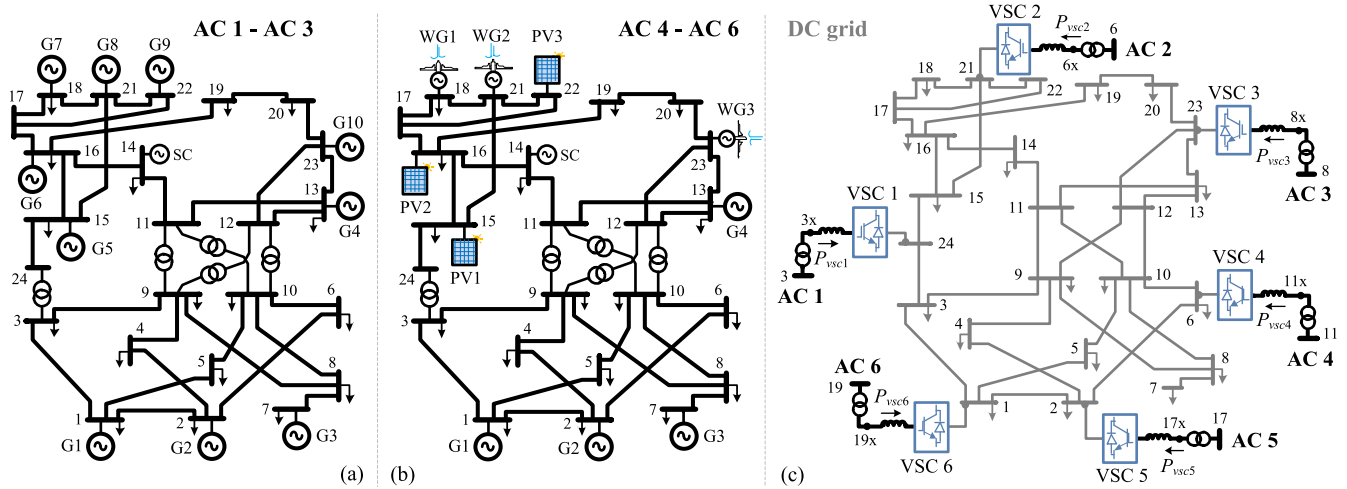 AC 1 - AC 3
G7
G8
G9
17
18
21
22
19
20
G10
16
14
SC
23
G6
13
15
11
12
G4
G5
24
9
10
6
3
4
5
8
1
2
7
G1
G2
G3
(a)
AC 4 - AC 6
WG1
WG2
PV3
17
18
21
22
19
20
WG3
16
14
SC
23
PV2
13
15
11
12
G4
PV1
24
9
10
6
3
4
5
8
1
2
7
G1
G2
G3
(b)
DC grid
VSC 2
Pvsc2
6
6x
AC 2
18
21
22
19
20
23
VSC 3
8x
17
Pvsc3
8
AC 3
16
14
15
13
VSC 1
11
12
3x
24
Pvsc1
3
AC 1
9
10
VSC 4
11x
3
6
Pvsc4
11
AC 4
4
5
8
7
AC 6
19
Pvsc6
1
2
19x
VSC 6
17x
17
AC 5
VSC 5
Pvsc5
(c)